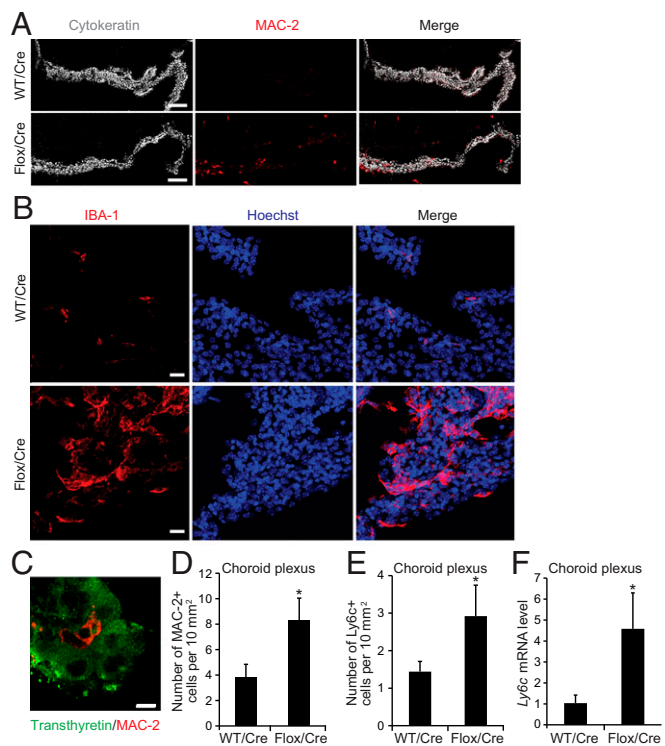 A
Cytokeratin MAC-2 Merge
WT/Cre
Flox/Cre
B
IBA-1 Hoechst Merge
WT/Cre
Flox/Cre
C
Transthyretin/MAC-2
D
Choroid plexus
Number of MAC-2+
cells per 10 mm²
12
10
8
6
4
2
0
*
WT/Cre Flox/Cre
E
Choroid plexus
Number of Ly6c+
cells per 10 mm²
4
3
2
1
0
*
WT/Cre Flox/Cre
F
Choroid plexus
Ly6c mRNA level
7
6
5
4
3
2
1
0
*
WT/Cre Flox/Cre